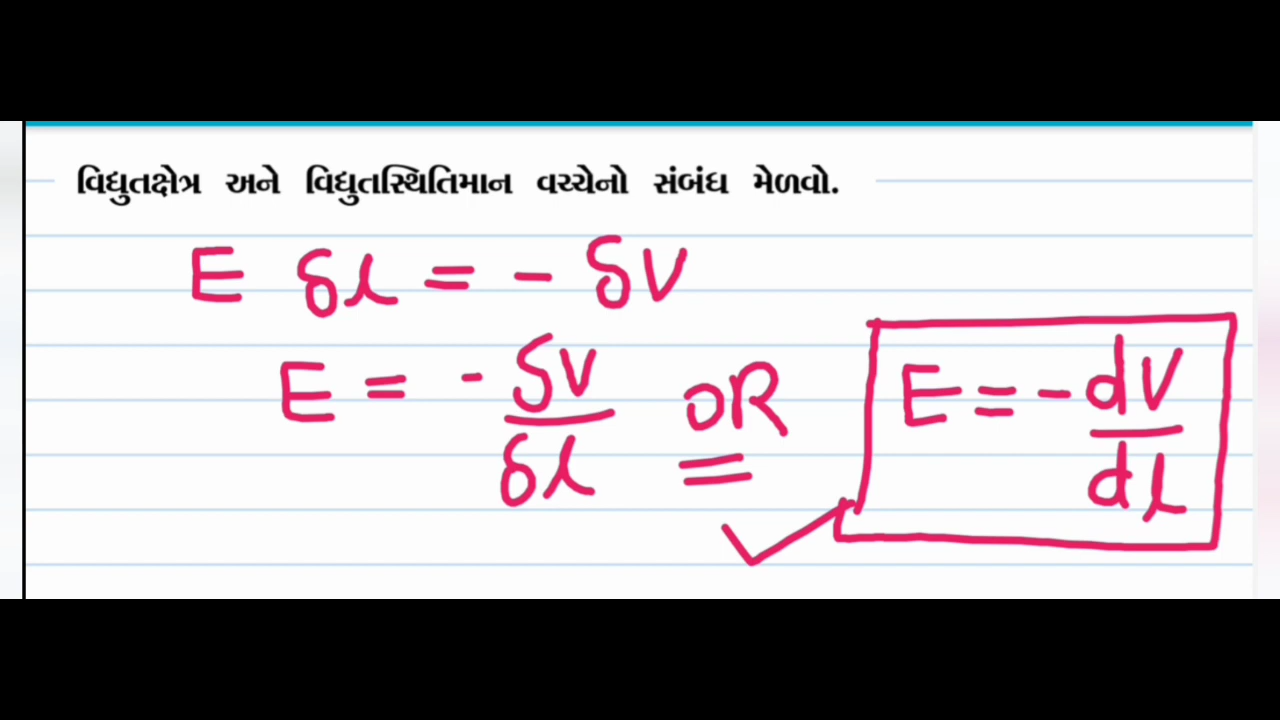 વિદ્યુતક્ષેત્ર અને વિદ્યુતસ્થિતિમાન વચ્ચેનો સંબંધ મેળવો.
E δl = - δV
E = - δV/δl OR E = - dV/dl